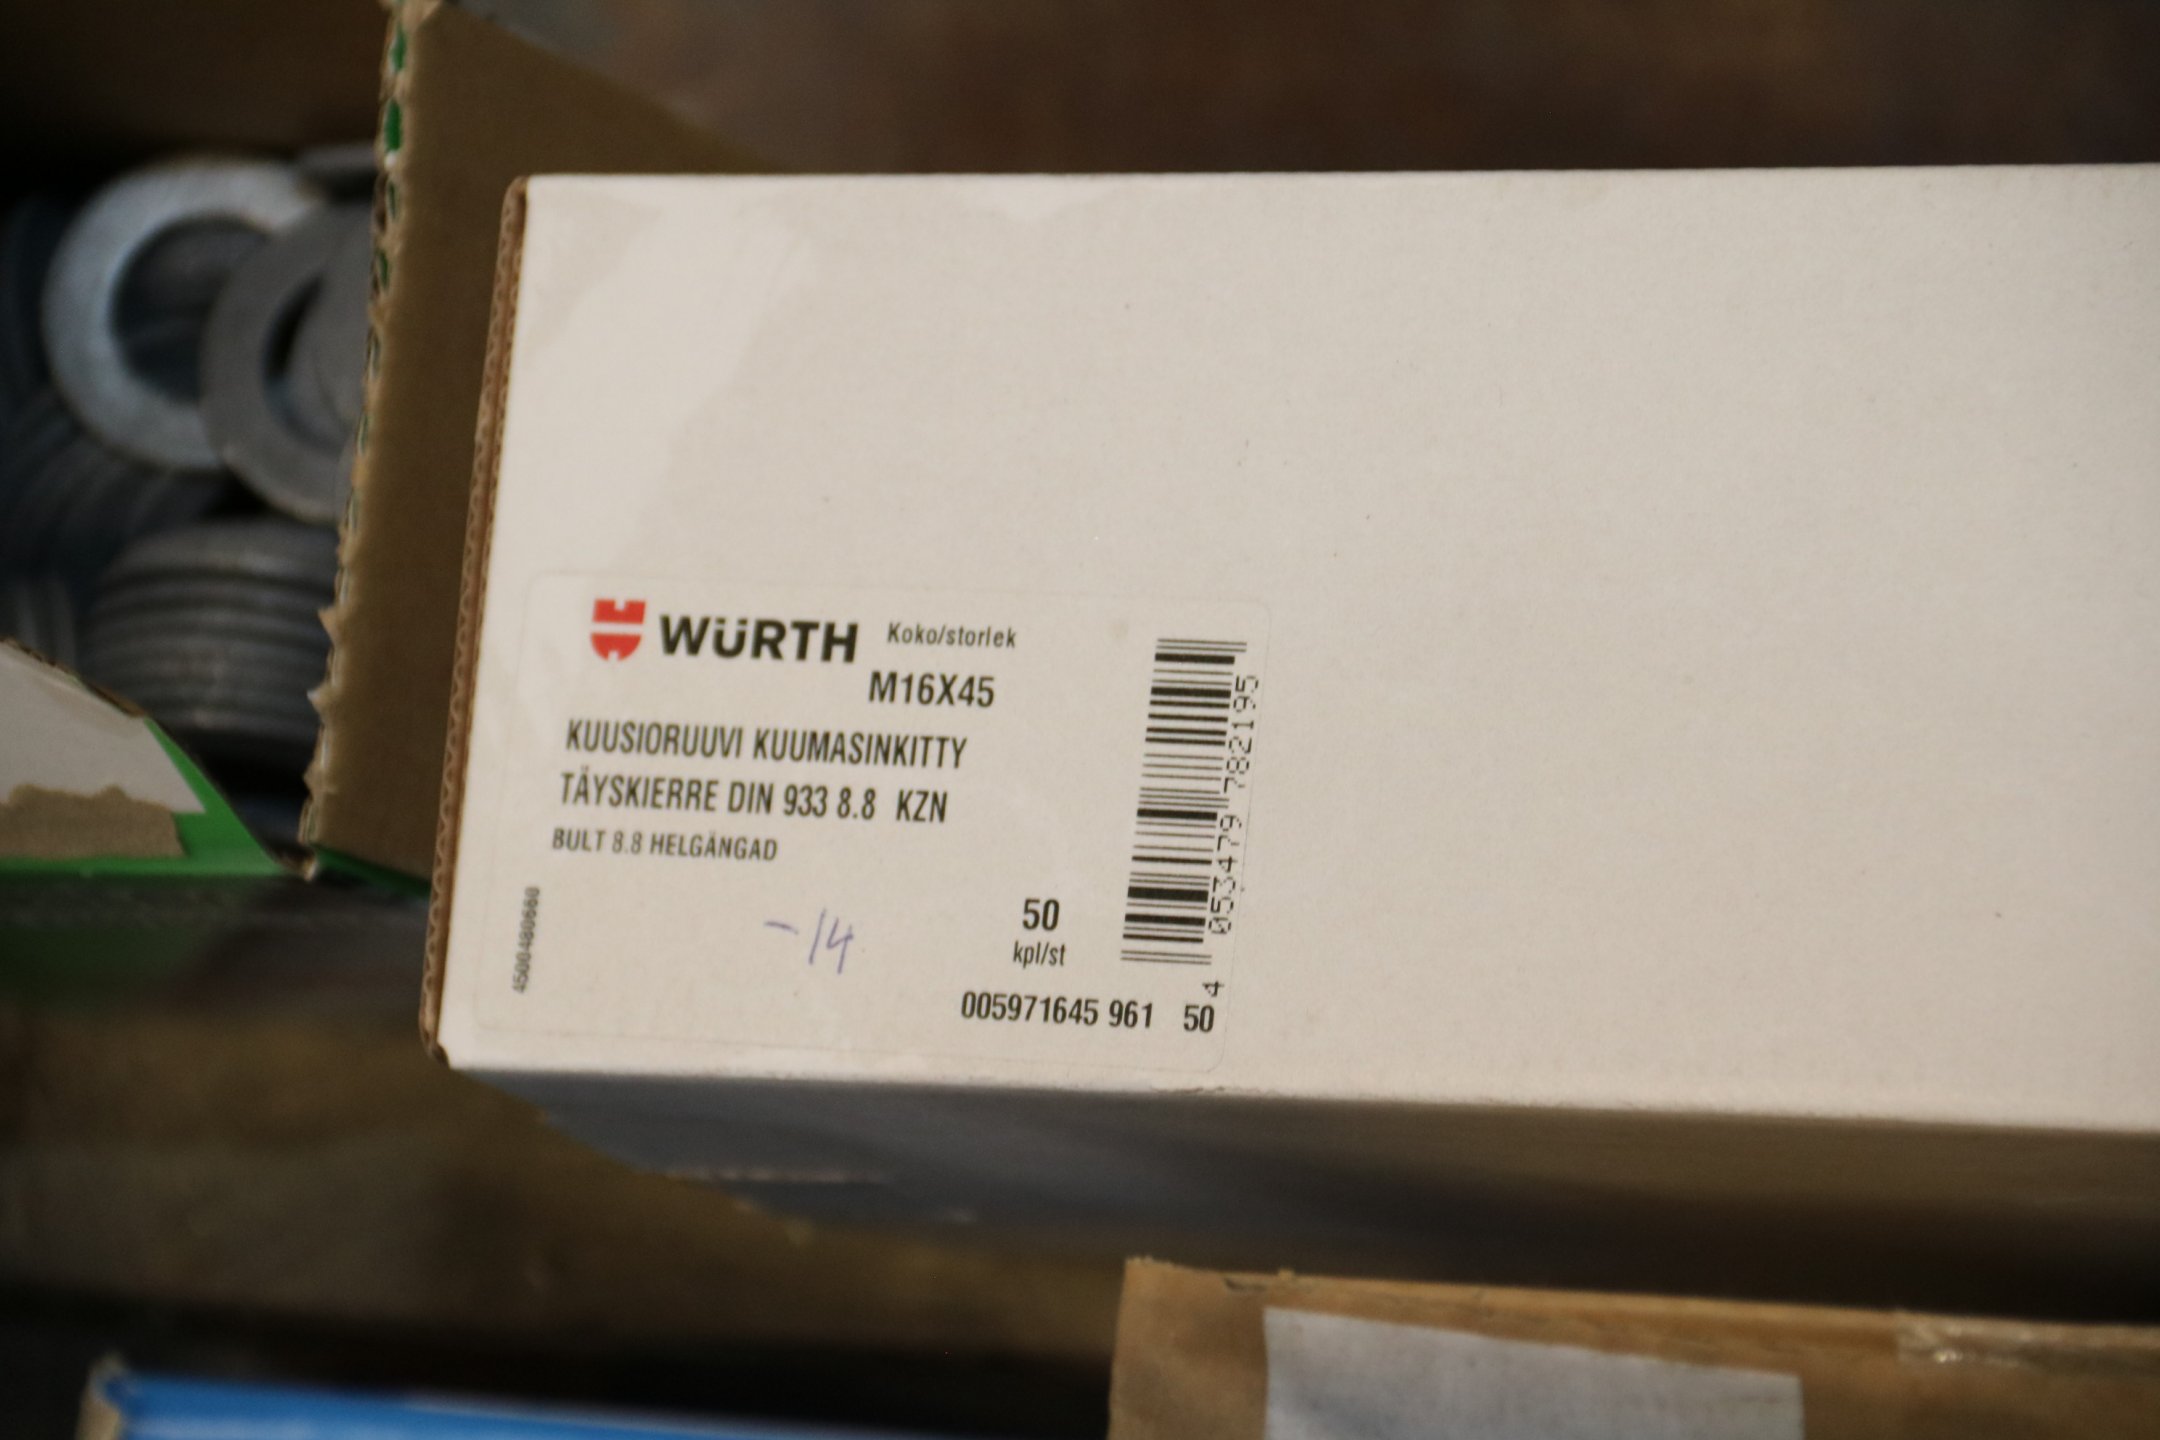 WÜRTH Koko/storlek
M16X45
KUUSIORUUVI KUUMASINKITTY
TÄYSKIERRE DIN 933 8.8 KZN
BULT 8.8 HELGÄNGAD
-14
50
kpl/st
005971645 961 50
4 053479 782195
4500480660